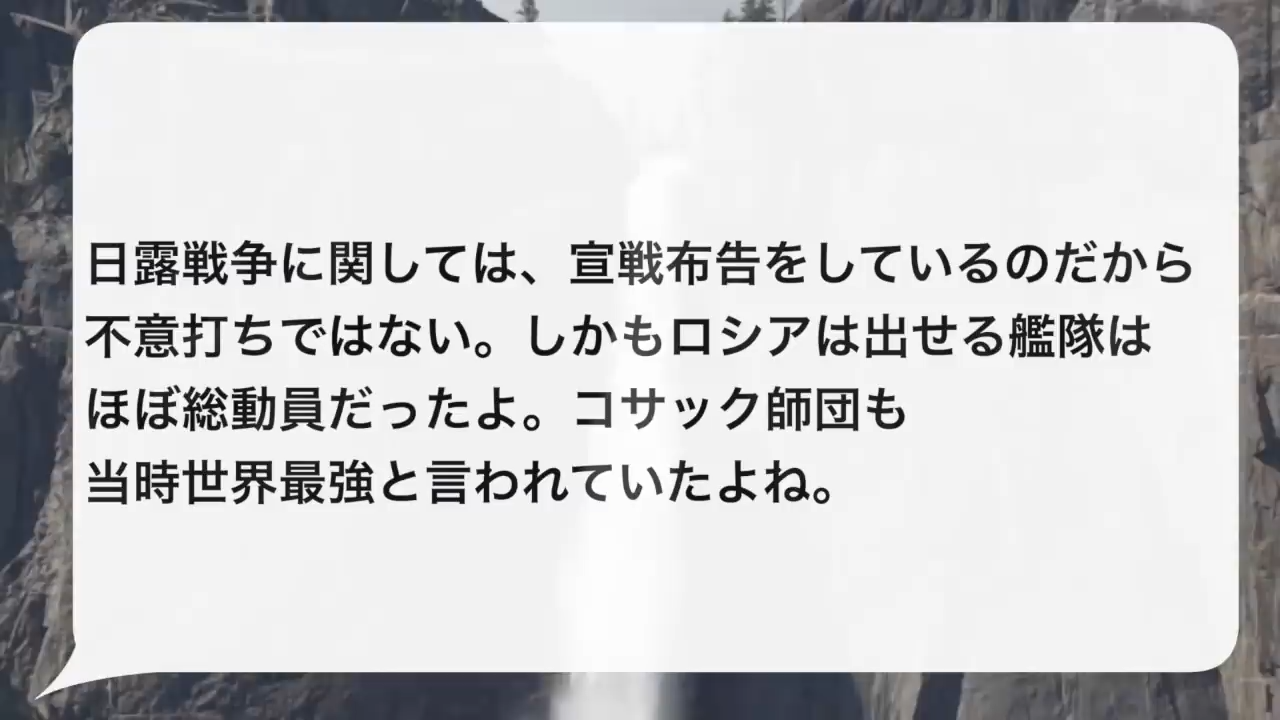 日露戦争に関しては、宣戦布告をしているのだから
不意打ちではない。しかもロシアは出せる艦隊は
ほぼ総動員だったよ。コサック師団も
当時世界最強と言われていたよね。